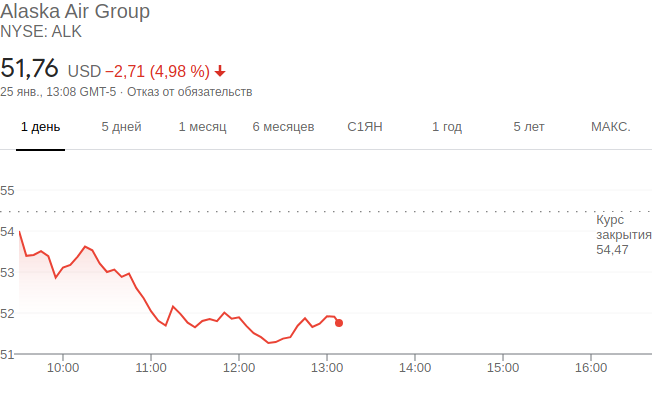 Alaska Air Group
NYSE: ALK
51,76 USD −2,71 (4,98 %)
25 янв., 13:08 GMT-5 · Отказ от обязательств
1 день 5 дней 1 месяц 6 месяцев С1ЯН 1 год 5 лет МАКС.
55
Курс
закрытия
54,47
54
53
52
51
10:00 11:00 12:00 13:00 14:00 15:00 16:00